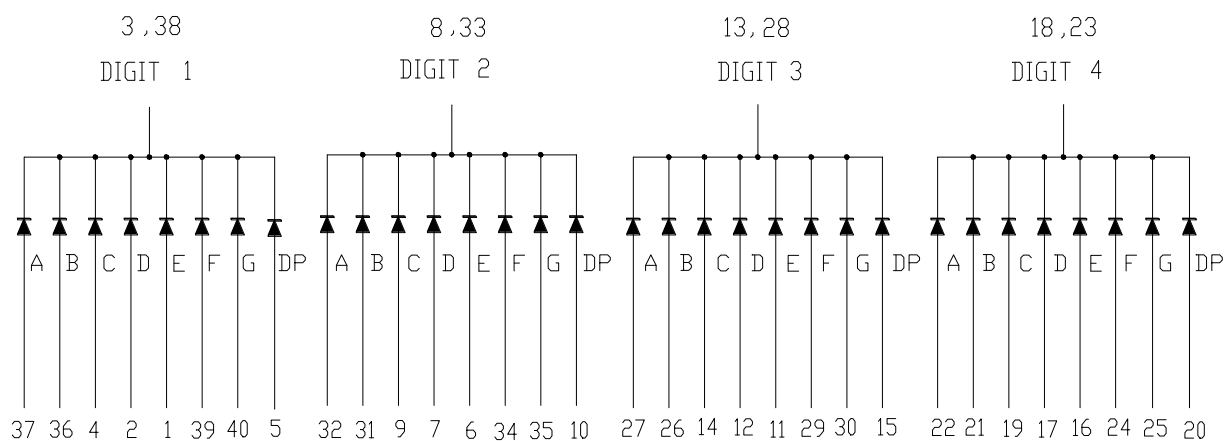 3,38 8,33 13,28 18,23
DIGIT 1 DIGIT 2 DIGIT 3 DIGIT 4
A B C D E F G DP A B C D E F G DP A B C D E F G DP A B C D E F G DP
37 36 4 2 1 39 40 5 32 31 9 7 6 34 35 10 27 26 14 12 11 29 30 15 22 21 19 17 16 24 25 20